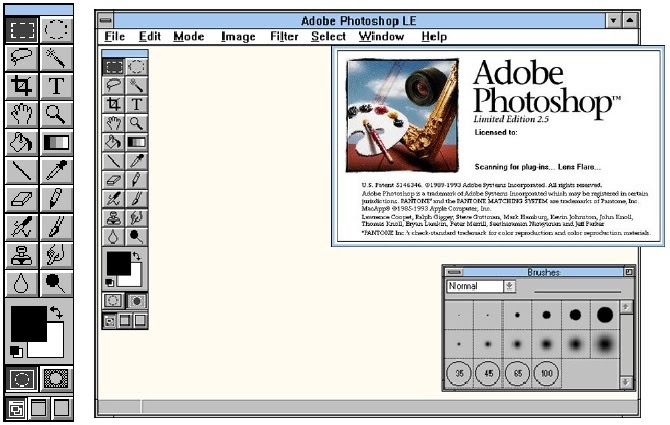 T
Adobe Photoshop LE
File Edit Mode Image Filter Select Window Help
T
Adobe
Photoshop™
Limited Edition 2.5
Licensed to:
Scanning for plug-ins... Lens Flare...
U.S. Patent 5146346. ©1989-1993 Adobe Systems Incorporated. All rights reserved.
Adobe Photoshop is a trademark of Adobe Systems Incorporated which may be registered in certain
jurisdictions. PANTONE® and the PANTONE MATCHING SYSTEM are trademarks of Pantone, Inc.
MacApp® ©1985-1993 Apple Computer, Inc.
Lawrence Coopet, Ralph Giggey, Steve Guttman, Mark Hamburg, Kevin Johnston, John Knoll,
Thomas Knoll, Bryan Lamkin, Peter Merrill, Seetharaman Narayanan and Jeff Parker
*PANTONE Inc.'s check-standard trademark for color reproduction and color reproduction materials.
Brushes
Normal
35 45 65 100